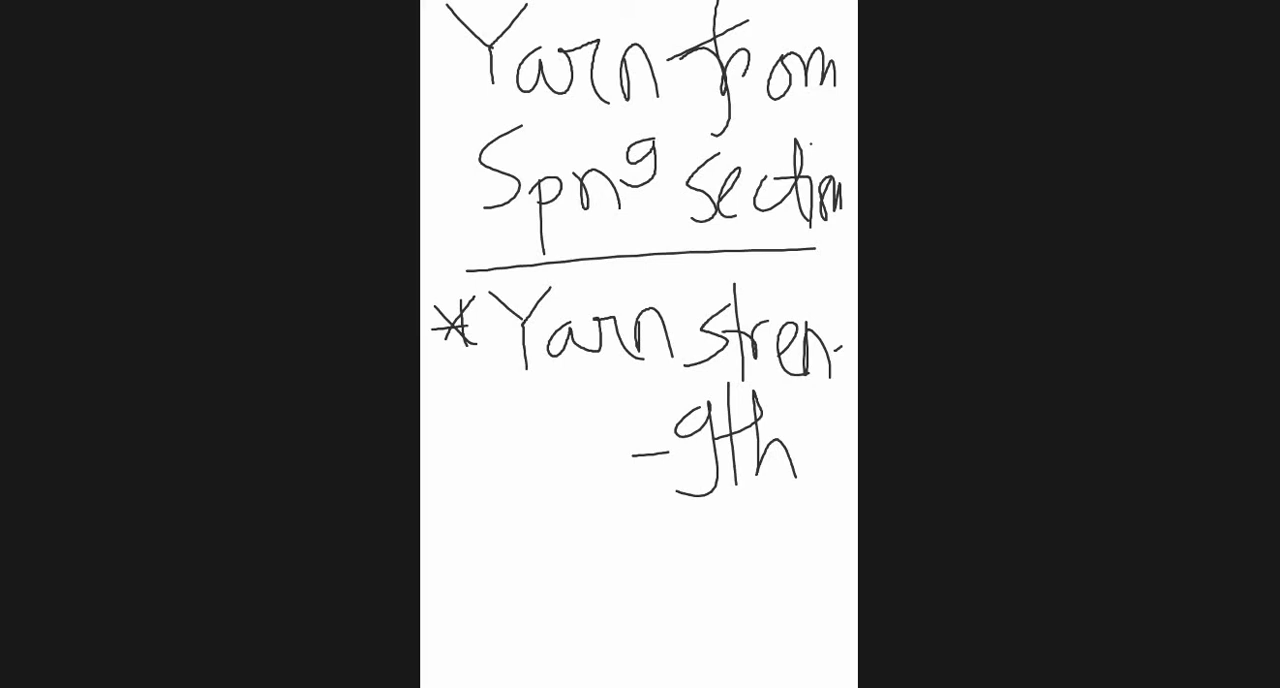 Yarn from
Spng section
* Yarn stren-
-gth